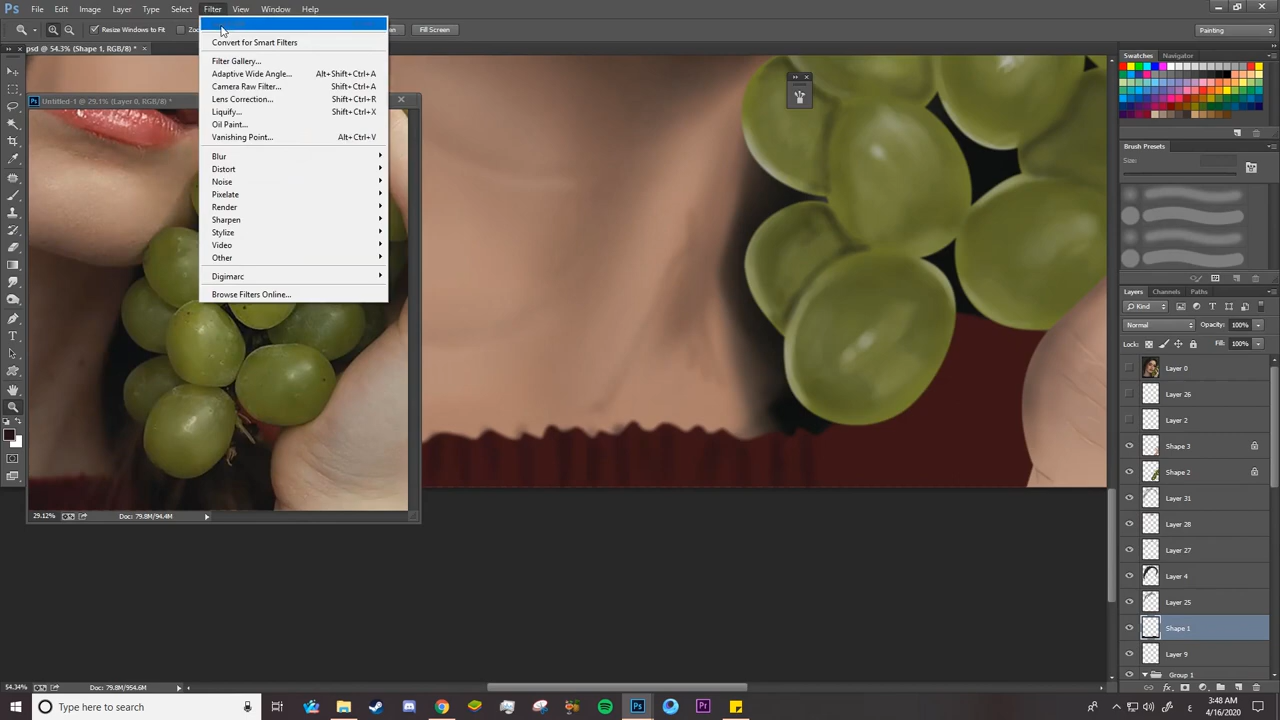 Ps File Edit Image Layer Type Select Filter View Window Help
Resize Windows to Fit Fill Screen Painting
psd @ 54.3% (Shape 1, RGB/8) * ×
Convert for Smart Filters
Filter Gallery...
Adaptive Wide Angle... Alt+Shift+Ctrl+A
Camera Raw Filter... Shift+Ctrl+A
Lens Correction... Shift+Ctrl+R
Liquify... Shift+Ctrl+X
Oil Paint...
Vanishing Point... Alt+Ctrl+V
Blur
Distort
Noise
Pixelate
Render
Sharpen
Stylize
Video
Other
Digimarc
Browse Filters Online...
Ps Untitled-1 @ 29.1% (Layer 0, RGB/8) *
29.12% Doc: 79.8M/94.4M
Swatches Navigator
Brush Presets
Size:
Layers Channels Paths
Kind
Normal Opacity: 100%
Lock: Fill: 100%
Layer 0
Layer 26
Layer 2
Shape 3
Shape 2
Layer 31
Layer 28
Layer 27
Layer 4
Layer 25
Shape 1
Layer 9
Group 1
54.34% Doc: 79.8M/954.6M
Type here to search
Ps Pr
3:48 AM
4/16/2020